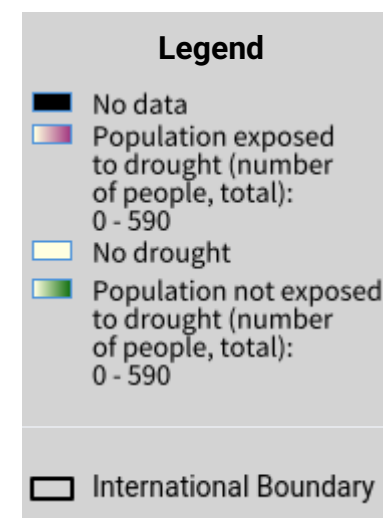 Legend
No data
Population exposed
to drought (number
of people, total):
0 - 590
No drought
Population not exposed
to drought (number
of people, total):
0 - 590
International Boundary